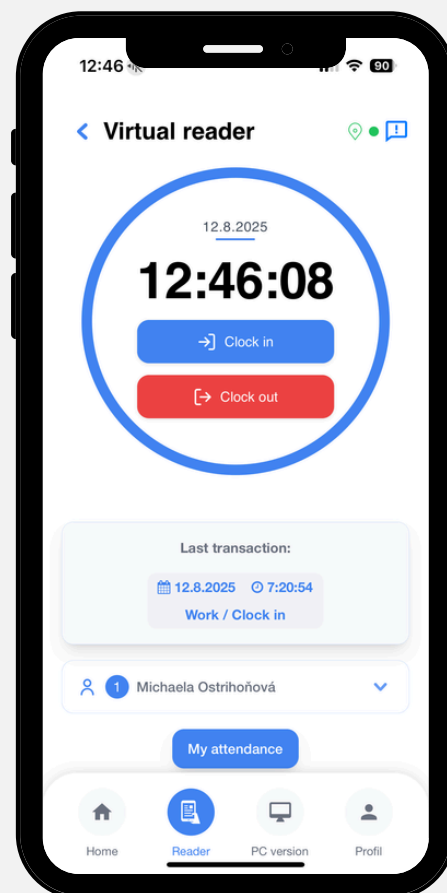 12:46
90
Virtual reader
12.8.2025
12:46:08
Clock in
Clock out
Last transaction:
12.8.2025 7:20:54
Work / Clock in
1 Michaela Ostrihoňová
My attendance
Home Reader PC version Profil